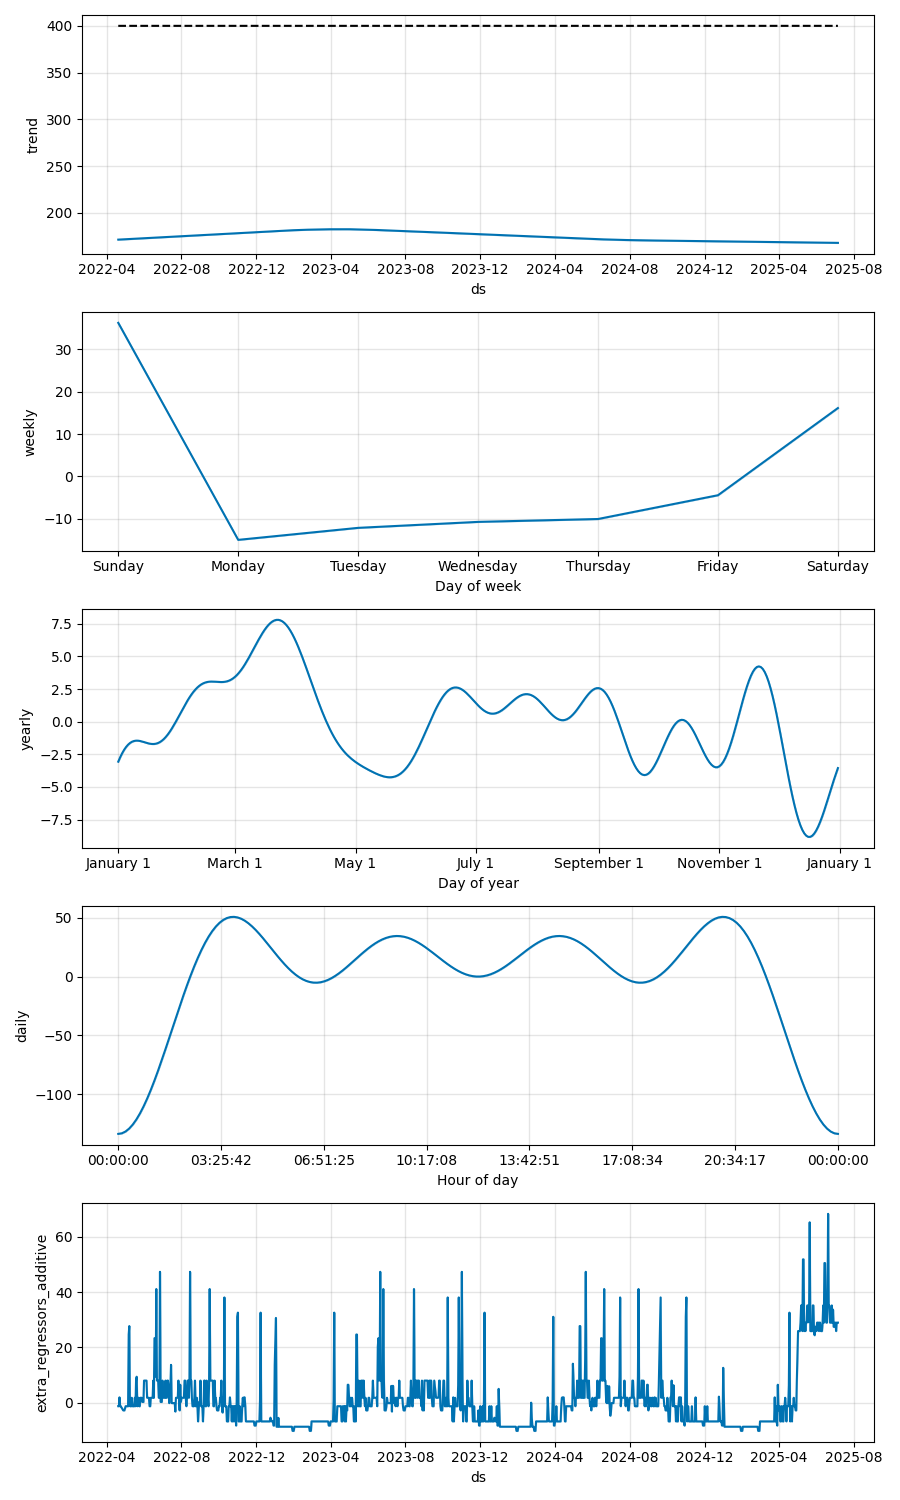 400
350
300
250
200
trend
2022-04 2022-08 2022-12 2023-04 2023-08 2023-12 2024-04 2024-08 2024-12 2025-04 2025-08
ds
30
20
10
0
−10
weekly
Sunday Monday Tuesday Wednesday Thursday Friday Saturday
Day of week
7.5
5.0
2.5
0.0
−2.5
−5.0
−7.5
yearly
January 1 March 1 May 1 July 1 September 1 November 1 January 1
Day of year
50
0
−50
−100
daily
00:00:00 03:25:42 06:51:25 10:17:08 13:42:51 17:08:34 20:34:17 00:00:00
Hour of day
60
40
20
0
extra_regressors_additive
2022-04 2022-08 2022-12 2023-04 2023-08 2023-12 2024-04 2024-08 2024-12 2025-04 2025-08
ds